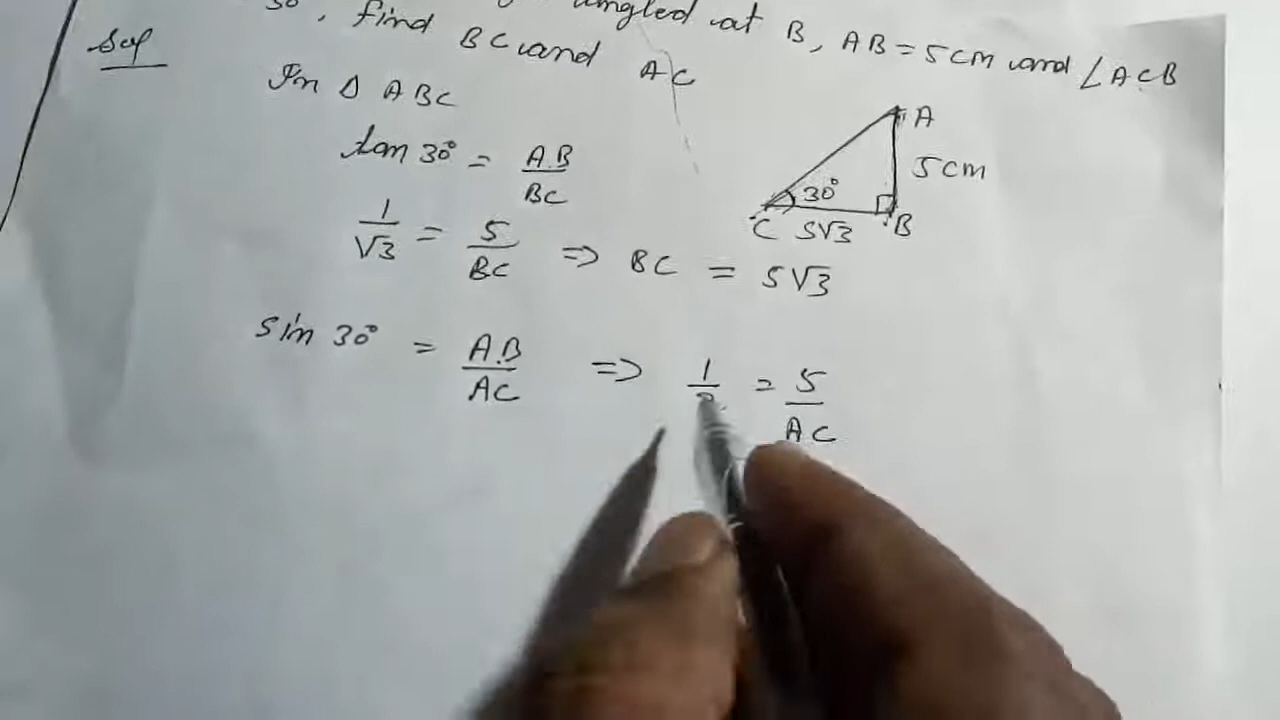 30°, find BC and AC
angled at B, AB = 5cm and ∠ACB
Sol
In Δ ABC
tan 30° = AB/BC
1/√3 = 5/BC => BC = 5√3
sin 30° = AB/AC => 1/2 = 5/AC
A
5cm
30°
C 5√3 B